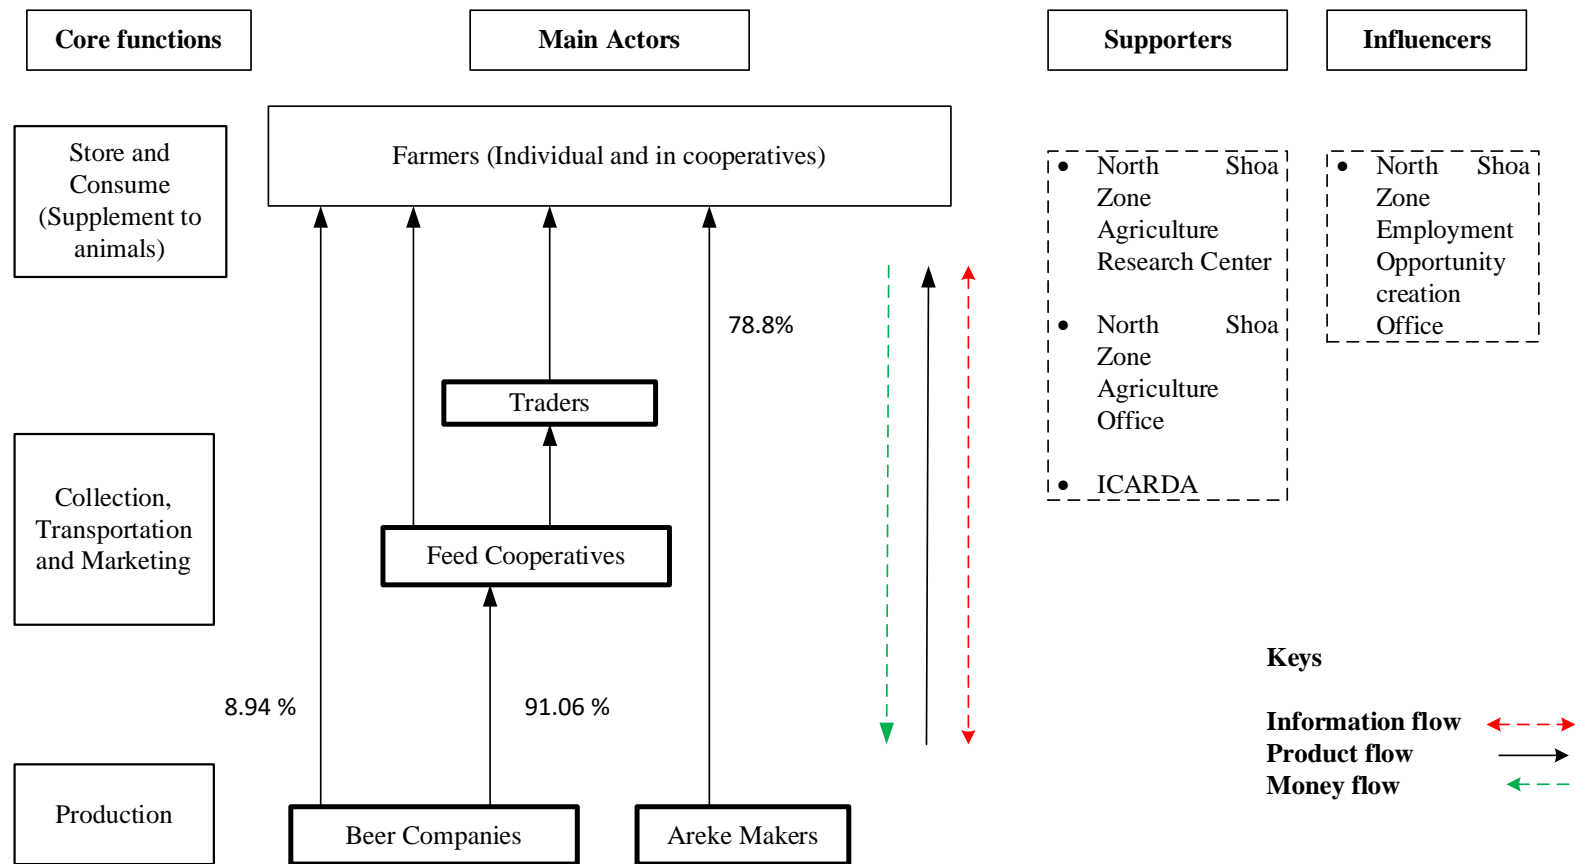 Core functions
Main Actors
Supporters
Influencers
Store and
Consume
(Supplement to
animals)
Farmers (Individual and in cooperatives)
• North Shoa
Zone
Agriculture
Research Center
• North Shoa
Zone
Agriculture
Office
• ICARDA
• North Shoa
Zone
Employment
Opportunity
creation
Office
78.8%
Traders
Collection,
Transportation
and Marketing
Feed Cooperatives
8.94 %
91.06 %
Keys
Information flow
Product flow
Money flow
Production
Beer Companies
Areke Makers